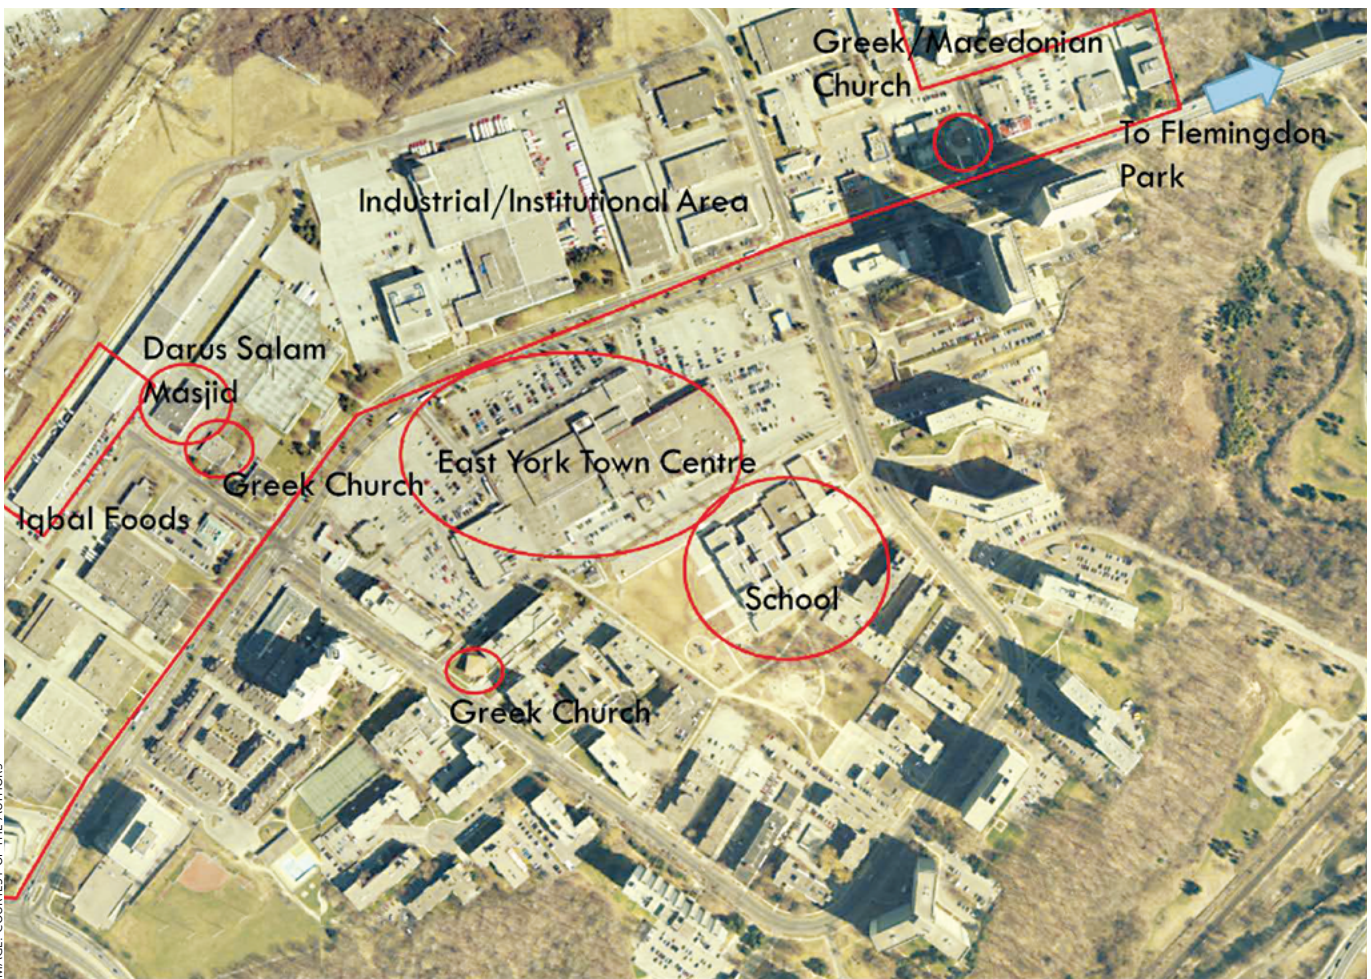 Greek/Macedonian
Church
To Flemingdon
Park
Industrial/Institutional Area
Darus Salam
Masjid
East York Town Centre
Greek Church
Iqbal Foods
School
Greek Church